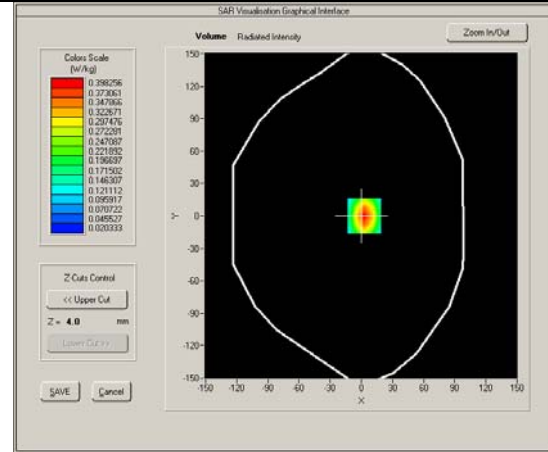 SAR Visualisation Graphical Interface
Volume Radiated Intensity
Zoom In/Out
Colors Scale
(W/kg)
0.398256
0.373061
0.347866
0.322671
0.297476
0.272281
0.247087
0.221892
0.196697
0.171502
0.146307
0.121112
0.095917
0.070722
0.045527
0.020333
Z-Cuts Control
<< Upper Cut
Z = 4.0 mm
Lower Cut >>
SAVE Cancel
150
120
90
60
30
0
-30
-60
-90
-120
-150
Y
-150 -120 -90 -60 -30 0 30 60 90 120 150
X